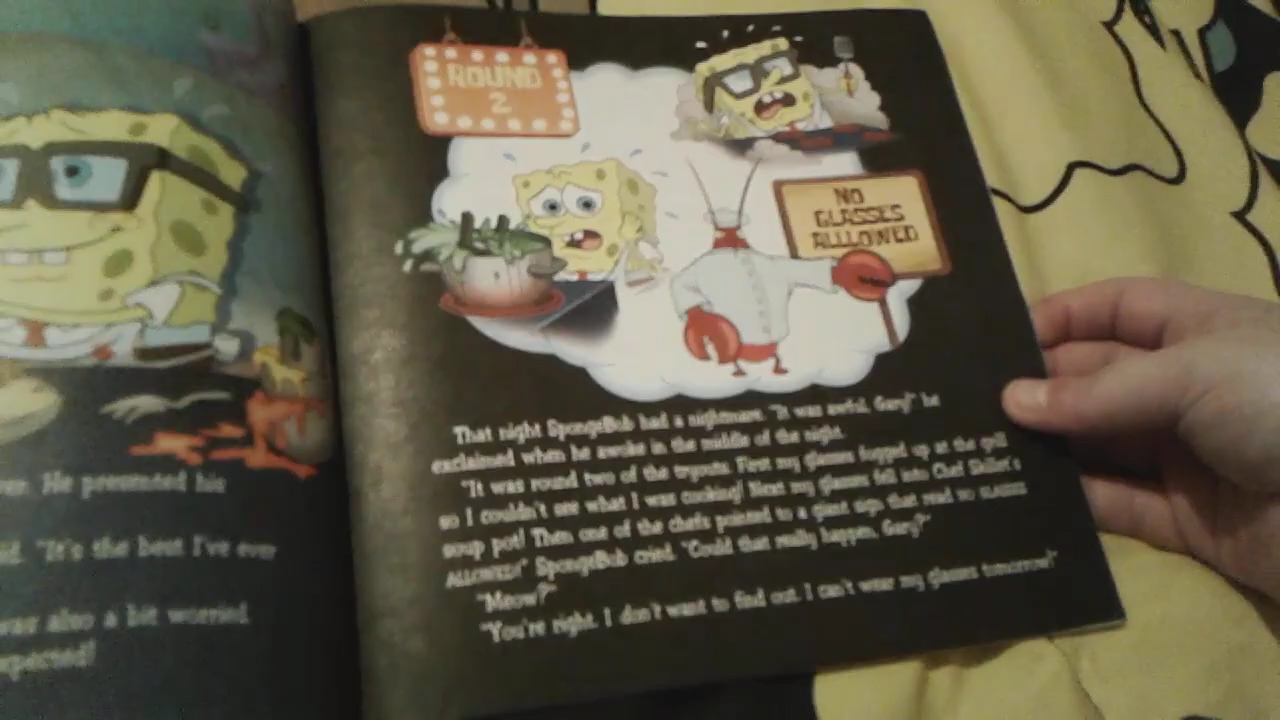 ver. He presented his
id. "It's the best I've ever
was also a bit worried
xpected!
ROUND
2
NO
GLASSES
ALLOWED
That night SpongeBob had a nightmare. "It was awful, Gary!" he
exclaimed when he awoke in the middle of the night.
"It was round two of the tryouts. First my glasses fogged up at the grill
so I couldn't see what I was cooking! Next my glasses fell into Chef Skillet's
soup pot! Then one of the chefs pointed to a giant sign that read NO GLASSES
ALLOWED!" SpongeBob cried. "Could that really happen, Gary?"
"Meow?"
"You're right. I don't want to find out. I can't wear my glasses tomorrow!"